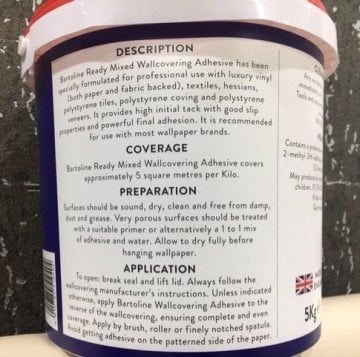 DESCRIPTION
Bartoline Ready Mixed Wallcovering Adhesive has been
specially formulated for professional use with luxury vinyl
(both paper and fabric backed), textiles, hessians,
polystyrene tiles, polystyrene coving and polystyrene
veneers. It provides high initial tack with good slip
properties and powerful final adhesion. It is recommended
for use with most wallpaper brands.
COVERAGE
Bartoline Ready Mixed Wallcovering Adhesive covers
approximately 5 square metres per Kilo.
PREPARATION
Surfaces should be sound, dry, clean and free from damp,
dust and grease. Very porous surfaces should be treated
with a suitable primer or alternatively a 1 to 1 mix
of adhesive and water. Allow to dry fully before
hanging wallpaper.
APPLICATION
To open: break seal and lift lid. Always follow the
wallcovering manufacturer's instructions. Unless indicated
otherwise, apply Bartoline Wallcovering Adhesive to the
reverse of the wallcovering, ensuring complete and even
coverage. Apply by brush, roller or finely notched spatula.
Avoid getting adhesive on the patterned side of the paper.
Any
immediate
Tools and
Contains a
May produce
children. IF
5Kg